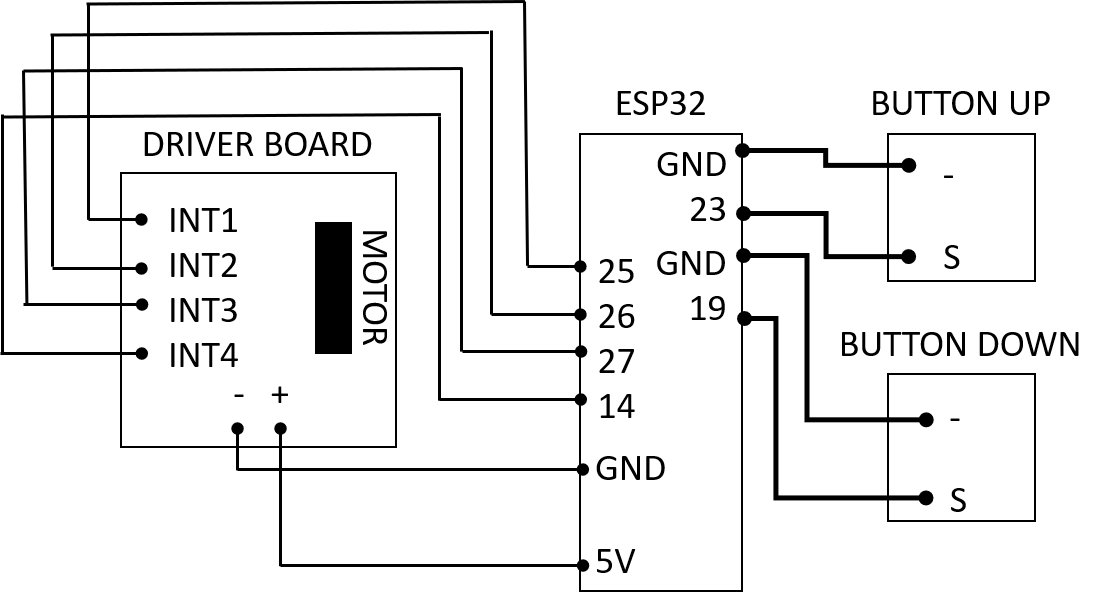 ESP32
BUTTON UP
DRIVER BOARD
INT1
INT2
INT3
INT4
MOTOR
- +
GND
23
GND
19
25
26
27
14
GND
5V
-
S
BUTTON DOWN
-
S